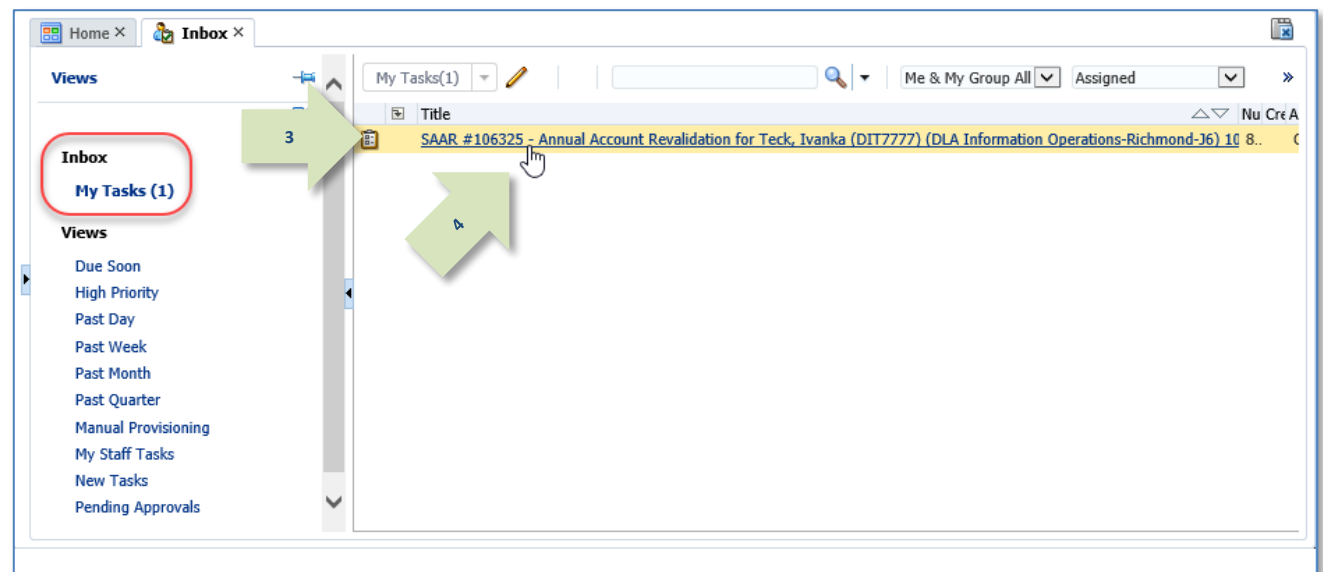 Home ×
Inbox ×
Views
My Tasks(1)
Me & My Group All
Assigned
»
Title
Nu
Cre
A
3
SAAR #106325 - Annual Account Revalidation for Teck, Ivanka (DIT7777) (DLA Information Operations-Richmond-J6) 10
8..
Inbox
My Tasks (1)
4
Views
Due Soon
High Priority
Past Day
Past Week
Past Month
Past Quarter
Manual Provisioning
My Staff Tasks
New Tasks
Pending Approvals